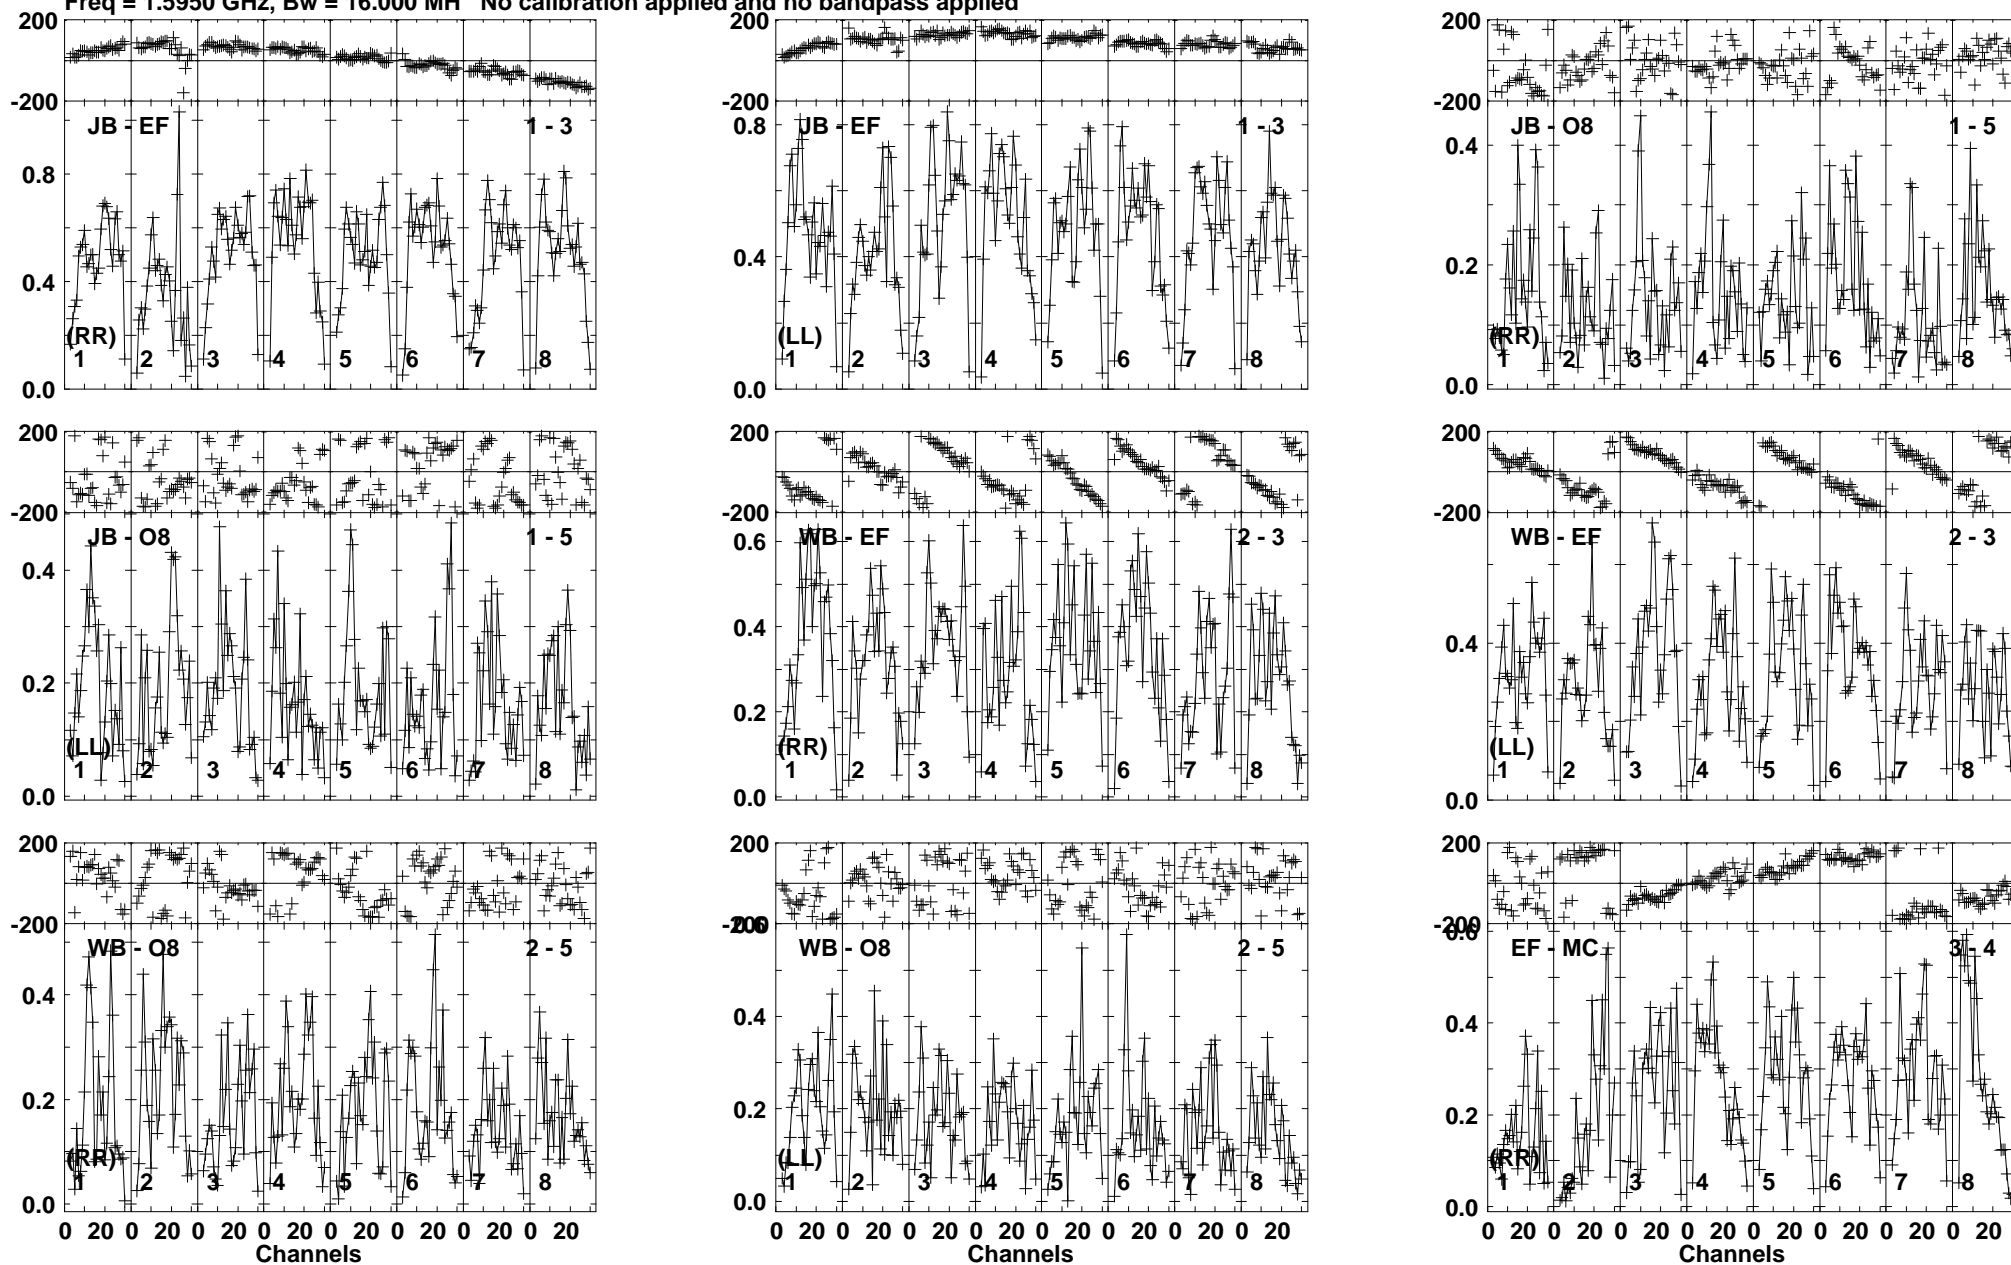 Freq = 1.5950 GHz, Bw = 16.000 MH No calibration applied and no bandpass applied
200 200 200
-200 -200 -200
JB - EF 1 - 3 JB - EF 1 - 3 JB - O8 1 - 5
0.8 0.8 0.4
0.4 0.4 0.2
(RR) (LL) (RR)
1 2 3 4 5 6 7 8 1 2 3 4 5 6 7 8 1 2 3 4 5 6 7 8
0.0 0.0 0.0
200 200 200
-200 -200 -200
JB - O8 1 - 5 WB - EF 2 - 3 WB - EF 2 - 3
0.4 0.6 0.4
0.2 0.4
0.2
(LL) (RR) (LL)
1 2 3 4 5 6 7 8 1 2 3 4 5 6 7 8 1 2 3 4 5 6 7 8
0.0 0.0 0.0
200 200 200
-200 -200 -200
0.6 0.6
WB - O8 2 - 5 WB - O8 2 - 5 EF - MC 3 - 4
0.4 0.4 0.4
0.2 0.2 0.2
(RR) (LL) (RR)
1 2 3 4 5 6 7 8 1 2 3 4 5 6 7 8 1 2 3 4 5 6 7 8
0.0 0.0 0.0
0 20 0 20 0 20 0 20 0 20 0 20 0 20 0 20 0 20 0 20 0 20 0 20 0 20 0 20 0 20 0 20 0 20 0 20 0 20 0 20 0 20 0 20 0 20 0 20
Channels Channels Channels